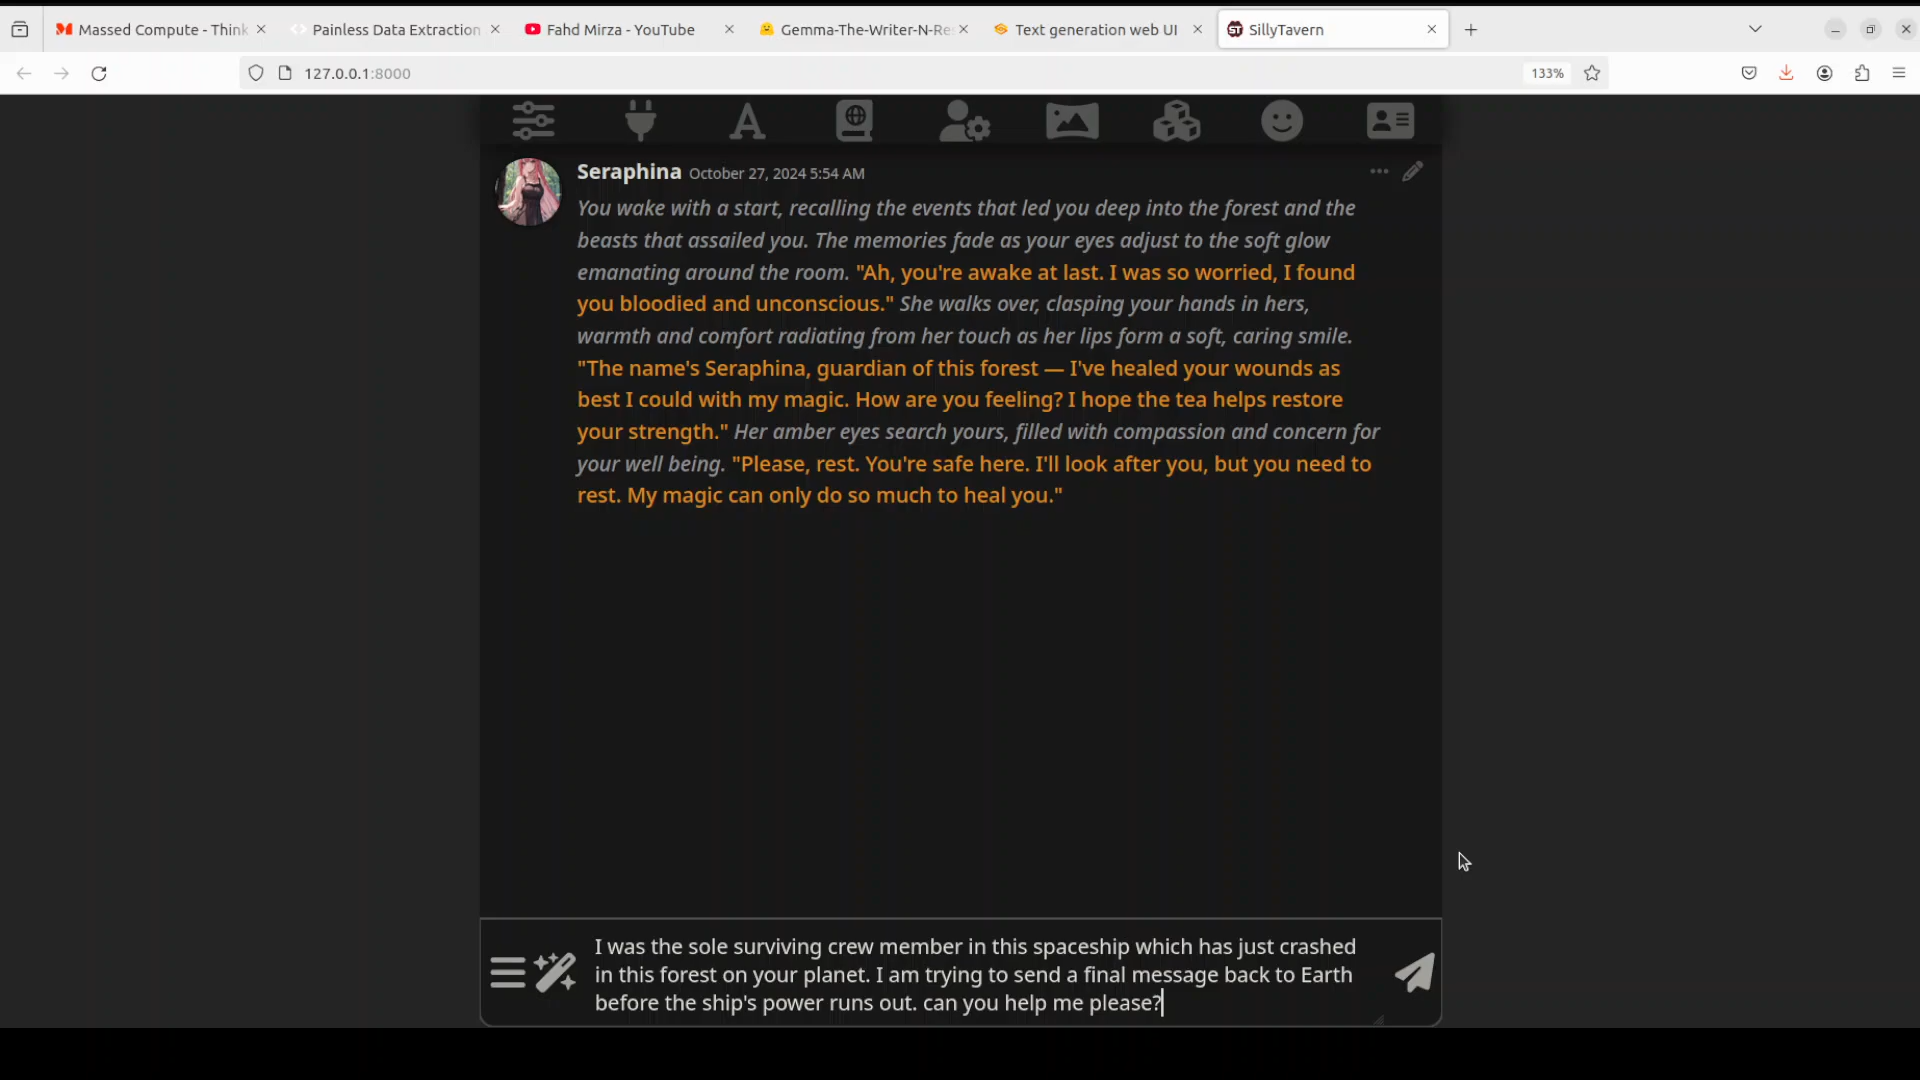 Massed Compute - Think
Painless Data Extraction
Fahd Mirza - YouTube
Gemma-The-Writer-N-Re
Text generation web UI
SillyTavern
127.0.0.1:8000
133%
Seraphina October 27, 2024 5:54 AM
You wake with a start, recalling the events that led you deep into the forest and the
beasts that assailed you. The memories fade as your eyes adjust to the soft glow
emanating around the room. "Ah, you're awake at last. I was so worried, I found
you bloodied and unconscious." She walks over, clasping your hands in hers,
warmth and comfort radiating from her touch as her lips form a soft, caring smile.
"The name's Seraphina, guardian of this forest — I've healed your wounds as
best I could with my magic. How are you feeling? I hope the tea helps restore
your strength." Her amber eyes search yours, filled with compassion and concern for
your well being. "Please, rest. You're safe here. I'll look after you, but you need to
rest. My magic can only do so much to heal you."
I was the sole surviving crew member in this spaceship which has just crashed
in this forest on your planet. I am trying to send a final message back to Earth
before the ship's power runs out. can you help me please?